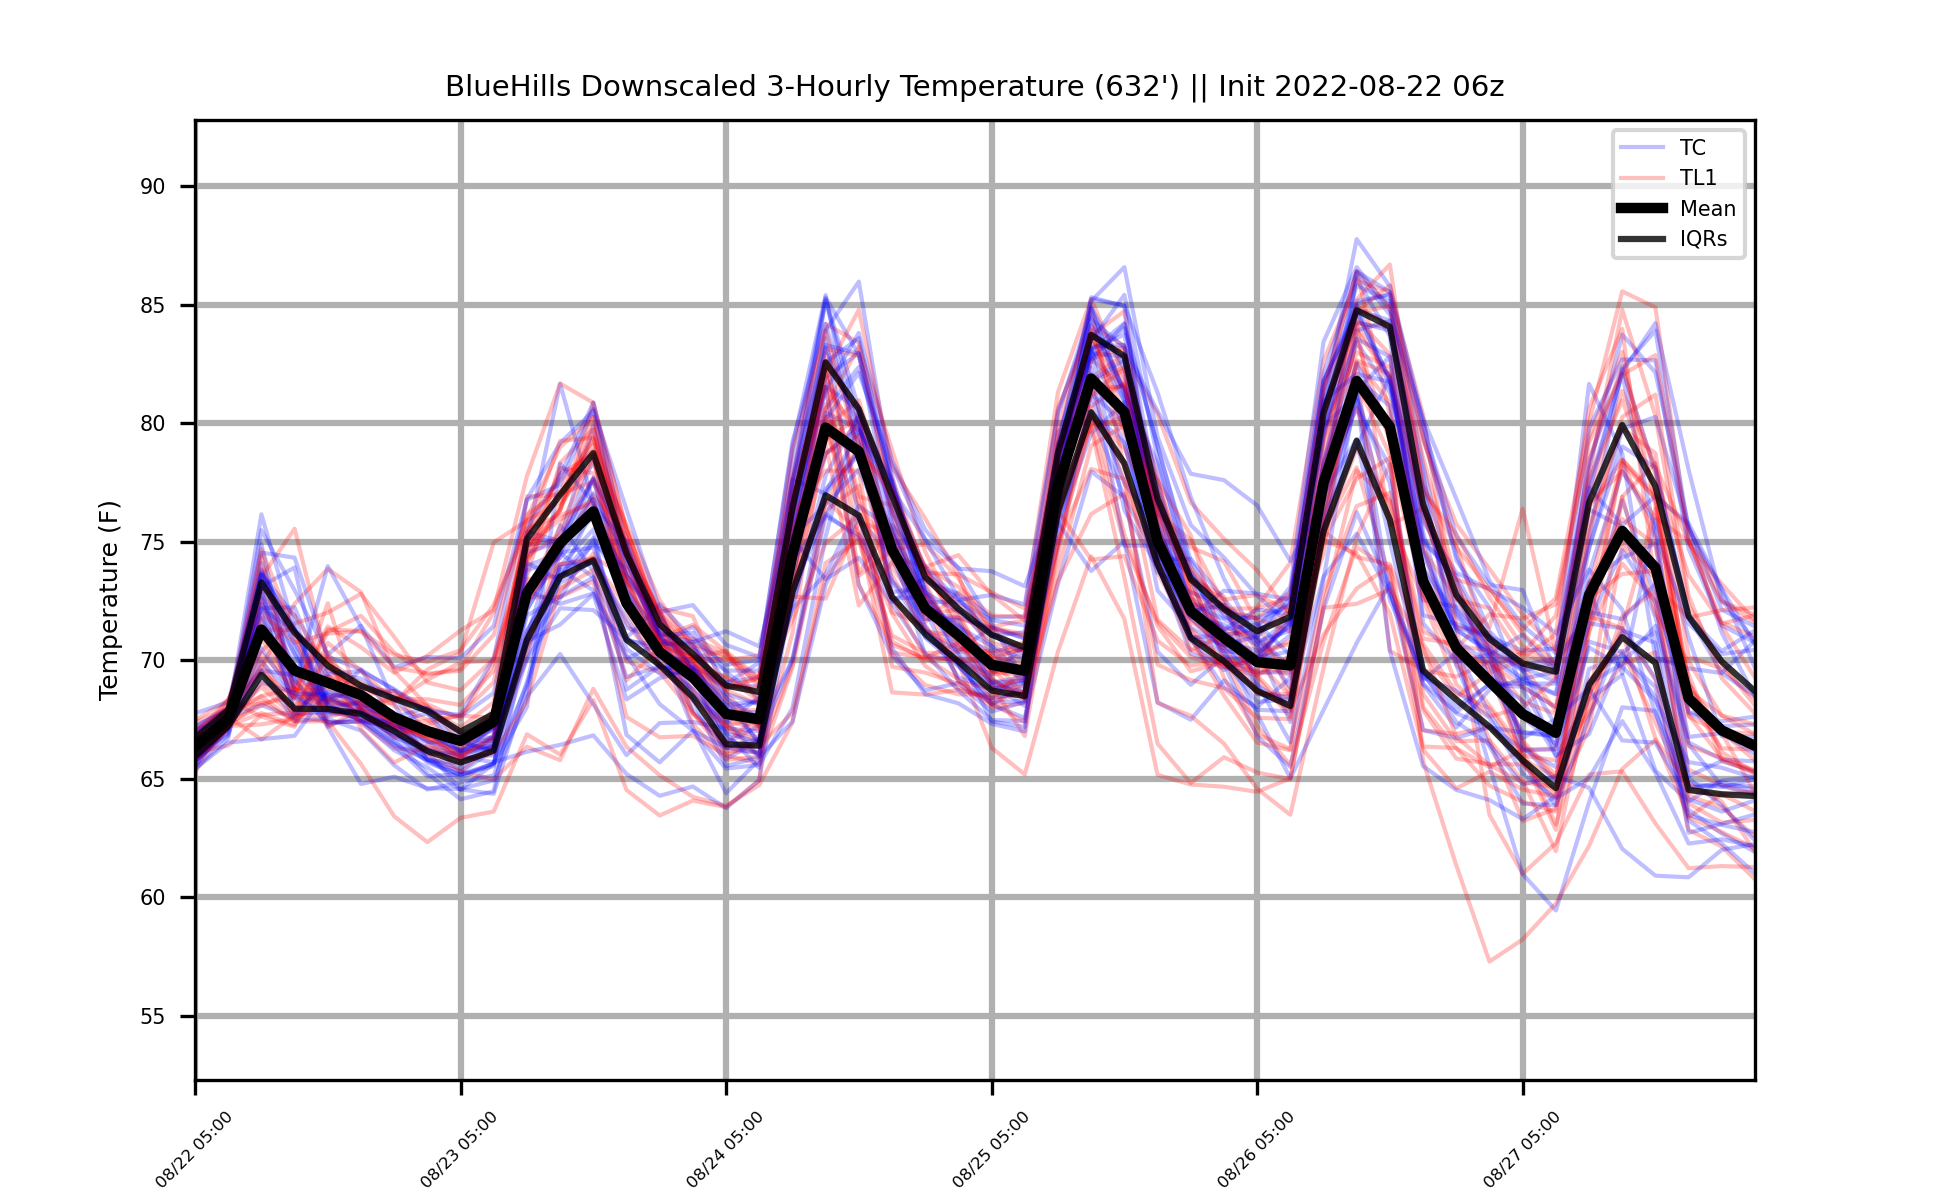 BlueHills Downscaled 3-Hourly Temperature (632') || Init 2022-08-22 06z
TC
TL1
Mean
IQRs
Temperature (F)
90
85
80
75
70
65
60
55
08/22 05:00
08/23 05:00
08/24 05:00
08/25 05:00
08/26 05:00
08/27 05:00